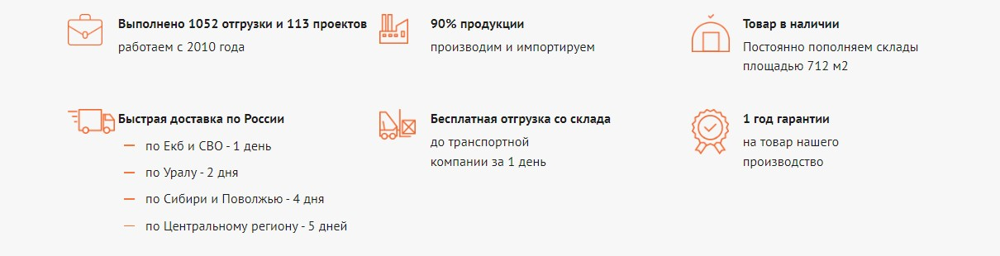 Выполнено 1052 отгрузки и 113 проектов
работаем с 2010 года
90% продукции
производим и импортируем
Товар в наличии
Постоянно пополняем склады
площадью 712 м2
Быстрая доставка по России
— по Екб и СВО - 1 день
— по Уралу - 2 дня
— по Сибири и Поволжью - 4 дня
— по Центральному региону - 5 дней
Бесплатная отгрузка со склада
до транспортной
компании за 1 день
1 год гарантии
на товар нашего
производство